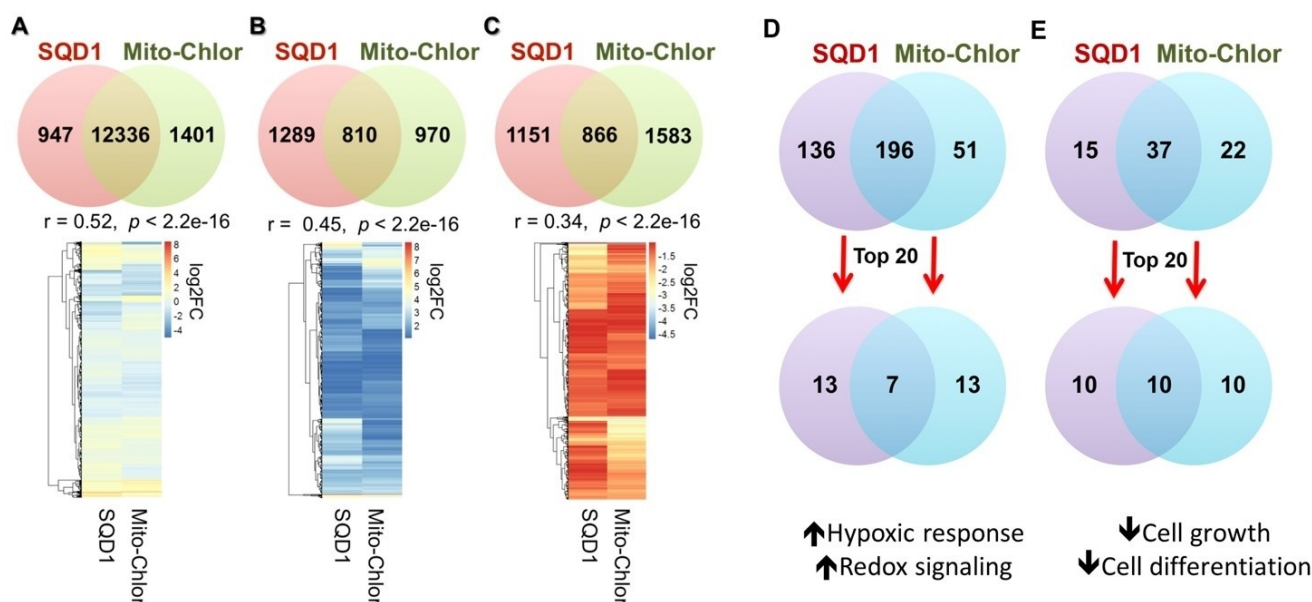 A
SQD1 Mito-Chlor
947 12336 1401
r = 0.52, p < 2.2e-16
8
6
4
2
0
-2
-4
log2FC
SQD1
Mito-Chlor
B
SQD1 Mito-Chlor
1289 810 970
r = 0.45, p < 2.2e-16
8
7
6
5
4
3
2
log2FC
SQD1
Mito-Chlor
C
SQD1 Mito-Chlor
1151 866 1583
r = 0.34, p < 2.2e-16
-1.5
-2
-2.5
-3
-3.5
-4
-4.5
log2FC
SQD1
Mito-Chlor
D
SQD1 Mito-Chlor
136 196 51
Top 20
13 7 13
↑Hypoxic response
↑Redox signaling
E
SQD1 Mito-Chlor
15 37 22
Top 20
10 10 10
↓Cell growth
↓Cell differentiation